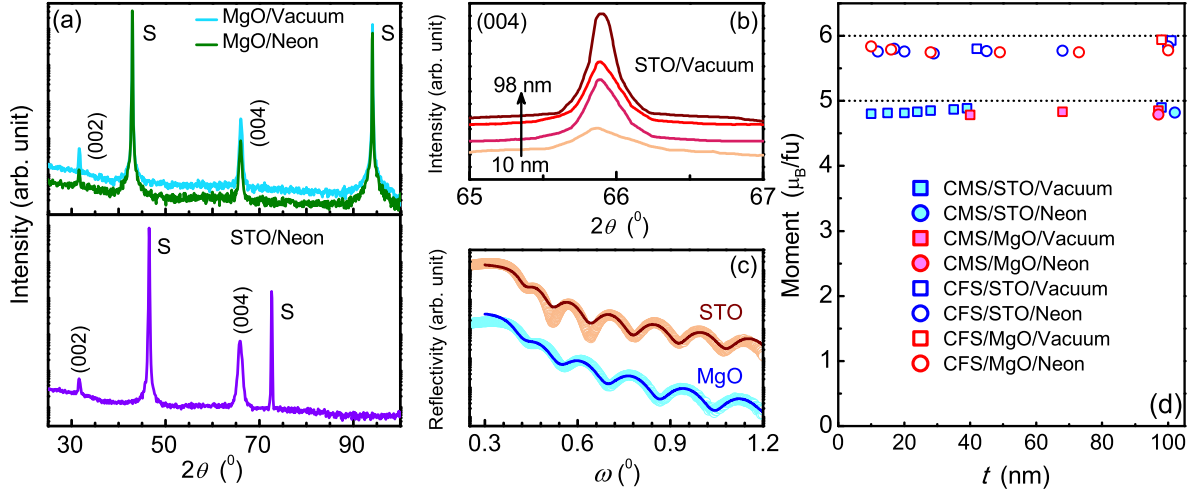 (a)
MgO/Vacuum
MgO/Neon
S
S
(002)
(004)
Intensity (arb. unit)
STO/Neon
S
S
(002)
(004)
30
50
70
90
2θ (⁰)
(004)
(b)
STO/Vacuum
98 nm
10 nm
Intensity (arb. unit)
65
66
67
2θ (⁰)
(c)
STO
MgO
Reflectivity (arb. unit)
0.3
0.6
0.9
1.2
ω (⁰)
6
5
4
3
2
1
0
Moment (μB/fu)
CMS/STO/Vacuum
CMS/STO/Neon
CMS/MgO/Vacuum
CMS/MgO/Neon
CFS/STO/Vacuum
CFS/STO/Neon
CFS/MgO/Vacuum
CFS/MgO/Neon
(d)
0
20
40
60
80
100
t (nm)